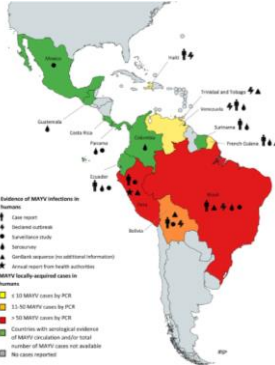 Mexico
Haiti
Trinidad and Tobago
Venezuela
Guatemala
Suriname
Costa Rica
Panama
Colombia
French Guiana
Ecuador
Brazil
Peru
Bolivia
Evidence of MAYV infections in
humans
Case report
Declared outbreak
Surveillance study
Serosurvey
GenBank sequence (no additional information)
Annual report from health authorities
MAYV locally-acquired cases in
humans
≤ 10 MAYV cases by PCR
11-50 MAYV cases by PCR
> 50 MAYV cases by PCR
Countries with serological evidence
of MAYV circulation and/or total
number of MAYV cases not available
No cases reported